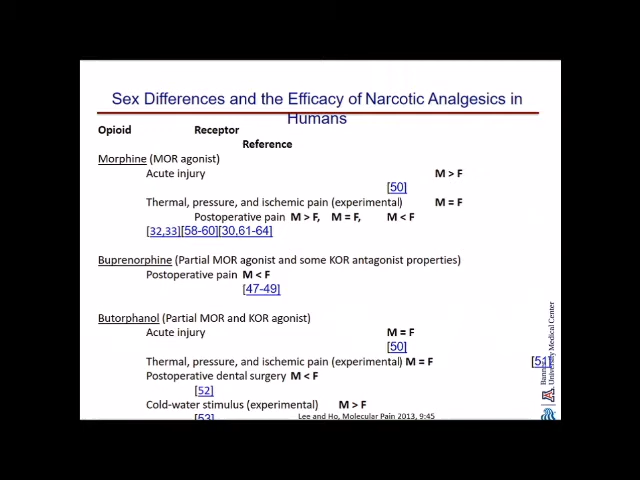 Sex Differences and the Efficacy of Narcotic Analgesics in
Humans
Opioid Receptor
Reference
Morphine (MOR agonist)
Acute injury M > F
[50]
Thermal, pressure, and ischemic pain (experimental) M = F
Postoperative pain M > F, M = F, M < F
[32,33][58-60][30,61-64]
Buprenorphine (Partial MOR agonist and some KOR antagonist properties)
Postoperative pain M < F
[47-49]
Butorphanol (Partial MOR and KOR agonist)
Acute injury M = F
[50]
Thermal, pressure, and ischemic pain (experimental) M = F [51]
Postoperative dental surgery M < F
[52]
Cold-water stimulus (experimental) M > F
[53]
Lee and Ho, Molecular Pain 2013, 9:45
University Medical Center